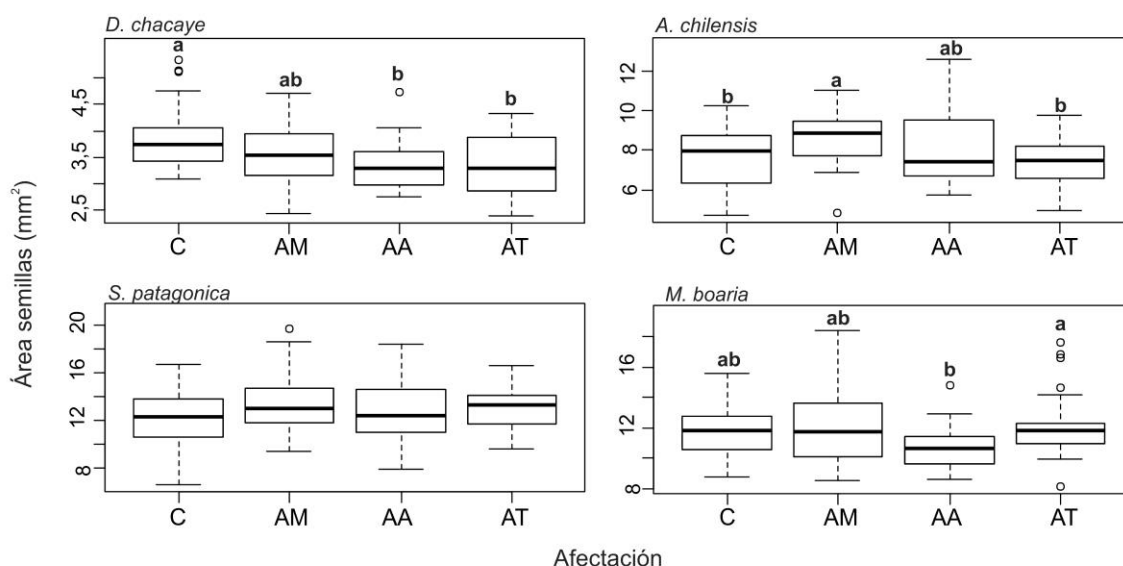 D. chacaye
a
ab
b
b
4,5
3,5
2,5
C AM AA AT
A. chilensis
b
a
ab
b
12
10
8
6
C AM AA AT
Área semillas (mm²)
S. patagonica
20
16
12
8
C AM AA AT
M. boaria
ab
ab
b
a
16
12
8
C AM AA AT
Afectación